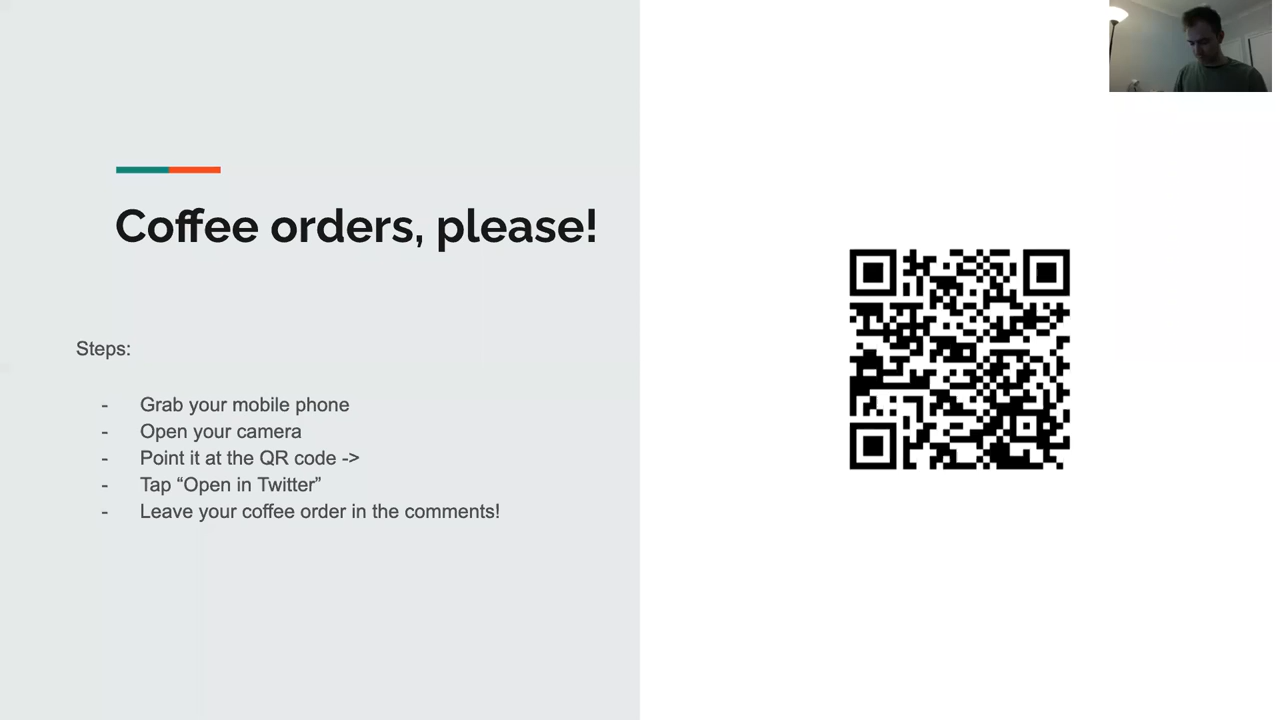 Coffee orders, please!
Steps:
- Grab your mobile phone
- Open your camera
- Point it at the QR code ->
- Tap “Open in Twitter”
- Leave your coffee order in the comments!